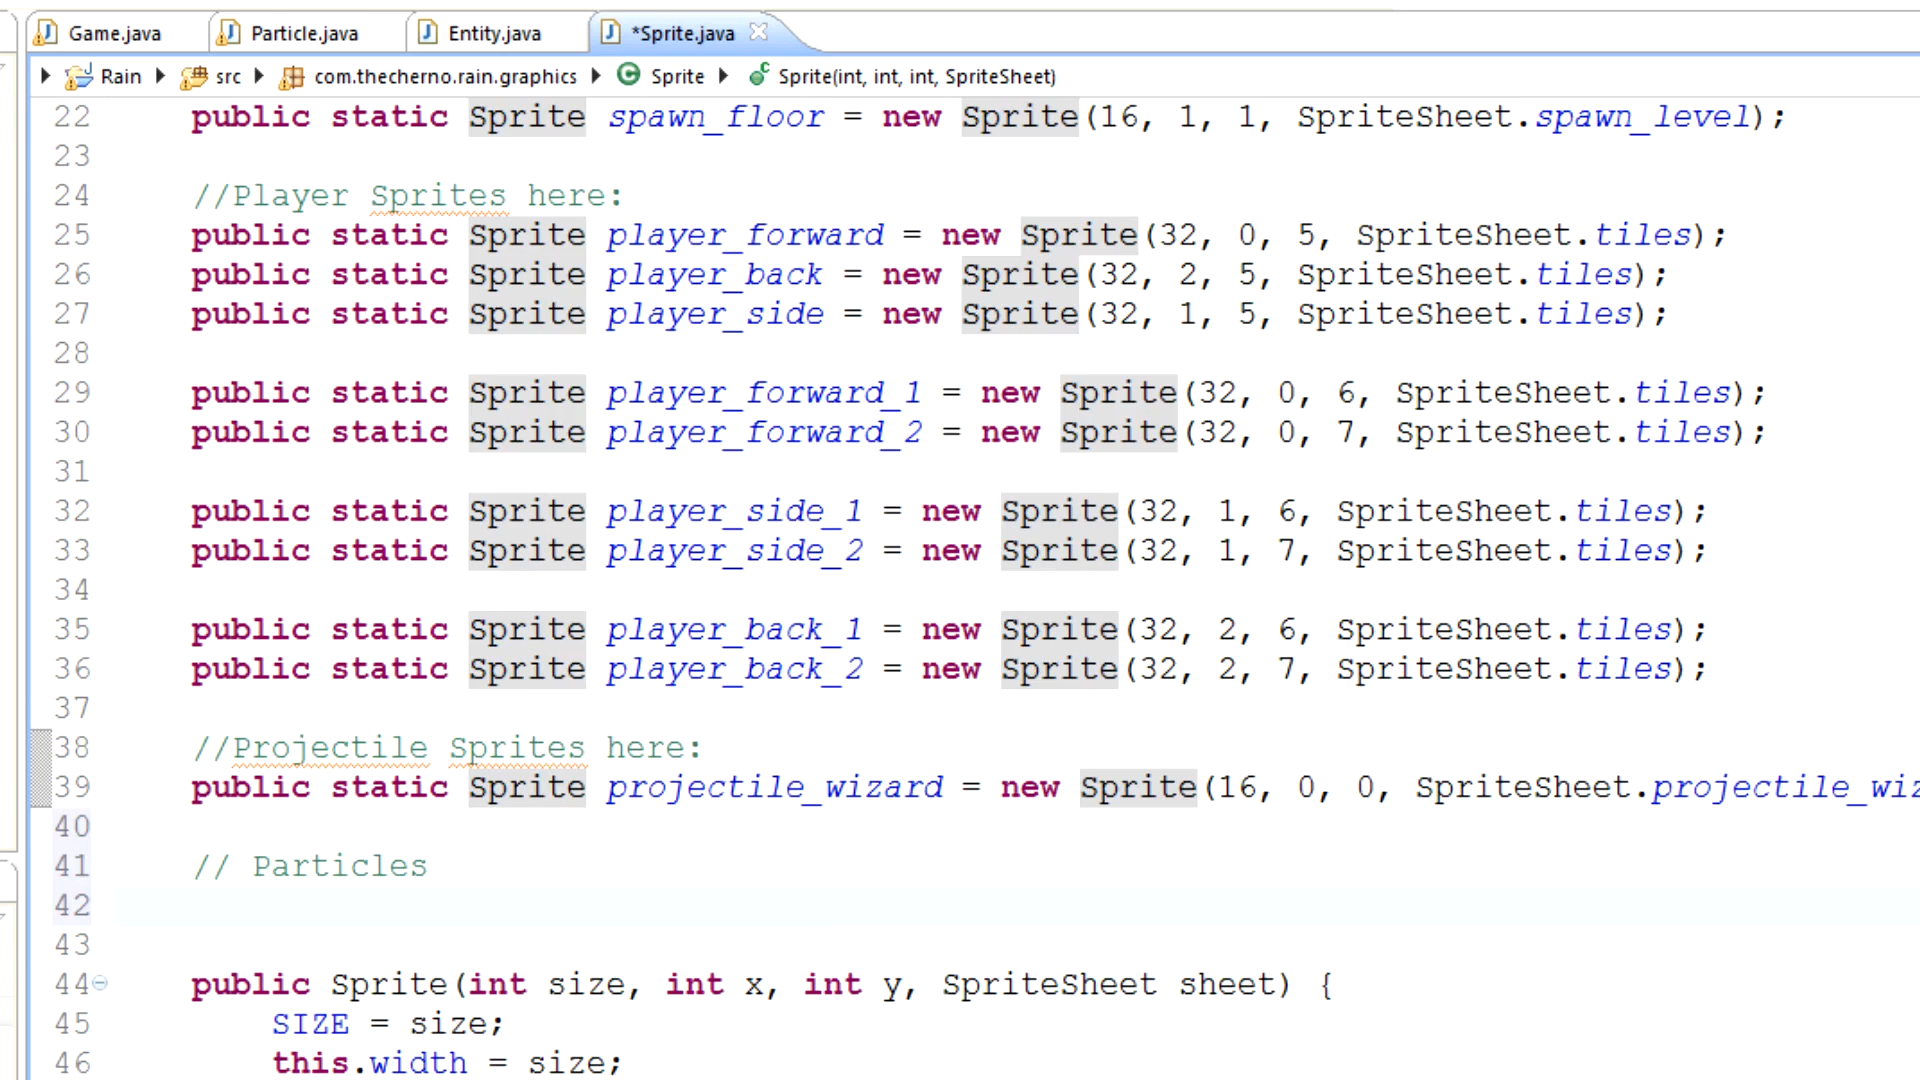 Game.java Particle.java Entity.java *Sprite.java
Rain src com.thecherno.rain.graphics Sprite Sprite(int, int, int, SpriteSheet)
22 public static Sprite spawn_floor = new Sprite(16, 1, 1, SpriteSheet.spawn_level);
23
24 //Player Sprites here:
25 public static Sprite player_forward = new Sprite(32, 0, 5, SpriteSheet.tiles);
26 public static Sprite player_back = new Sprite(32, 2, 5, SpriteSheet.tiles);
27 public static Sprite player_side = new Sprite(32, 1, 5, SpriteSheet.tiles);
28
29 public static Sprite player_forward_1 = new Sprite(32, 0, 6, SpriteSheet.tiles);
30 public static Sprite player_forward_2 = new Sprite(32, 0, 7, SpriteSheet.tiles);
31
32 public static Sprite player_side_1 = new Sprite(32, 1, 6, SpriteSheet.tiles);
33 public static Sprite player_side_2 = new Sprite(32, 1, 7, SpriteSheet.tiles);
34
35 public static Sprite player_back_1 = new Sprite(32, 2, 6, SpriteSheet.tiles);
36 public static Sprite player_back_2 = new Sprite(32, 2, 7, SpriteSheet.tiles);
37
38 //Projectile Sprites here:
39 public static Sprite projectile_wizard = new Sprite(16, 0, 0, SpriteSheet.projectile_wiz
40
41 // Particles
42
43
44 public Sprite(int size, int x, int y, SpriteSheet sheet) {
45 SIZE = size;
46 this.width = size;